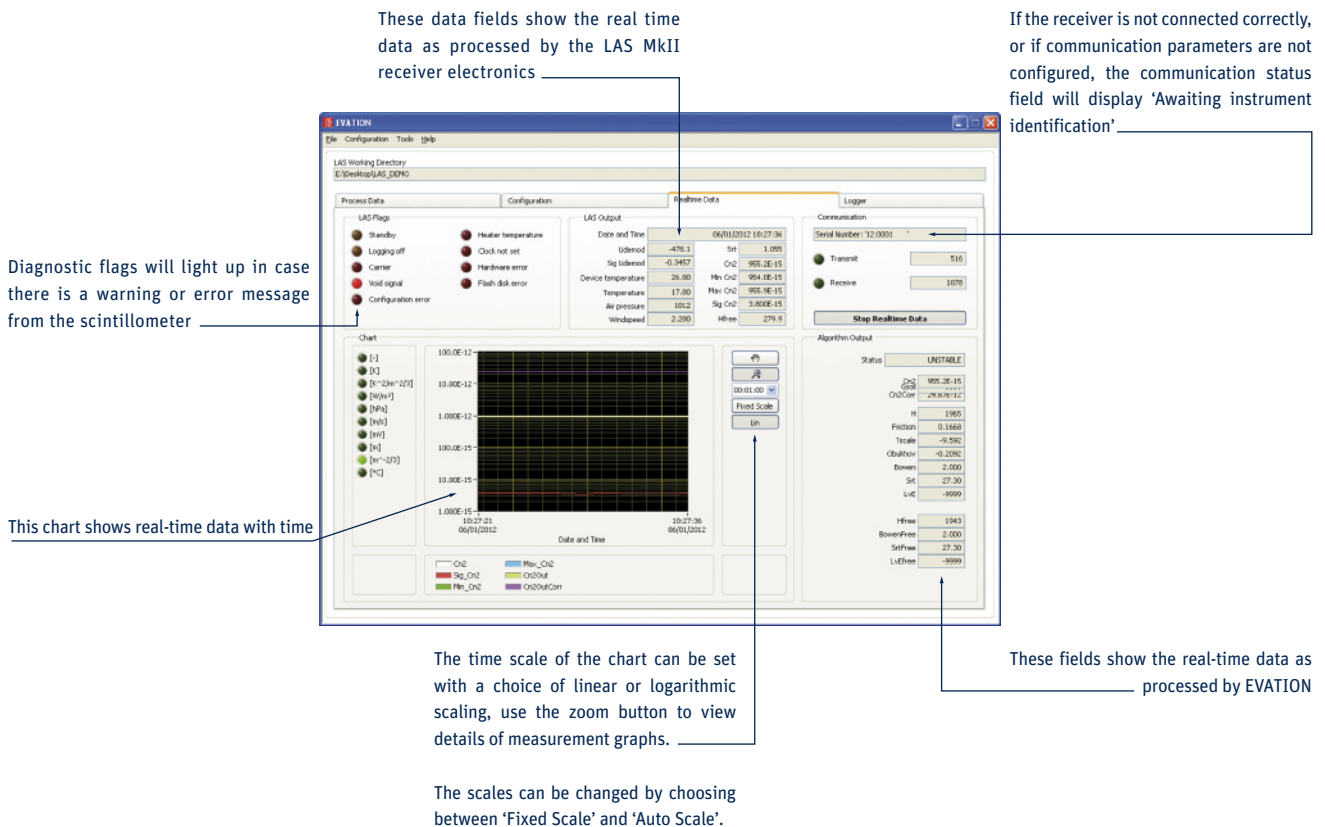 These data fields show the real time
data as processed by the LAS MkII
receiver electronics
If the receiver is not connected correctly,
or if communication parameters are not
configured, the communication status
field will display ‘Awaiting instrument
identification’
EVATION
File Configuration Tools Help
LAS Working Directory
E:\Desktop\LAS_DEMO
Process Data Configuration Realtime Data Logger
LAS Flags
Standby Heater temperature
Logging off Clock not set
Carrier Hardware error
Void signal Flash disk error
Configuration error
LAS Output
Date and Time 06/01/2012 10:27:36
Udemod -478.1 Srt 1.055
Sig Udemod -0.3457 Cn2 955.2E-15
Device temperature 26.00 Min Cn2 954.0E-15
Temperature 17.00 Max Cn2 955.9E-15
Air pressure 1012 Sig Cn2 3.800E-15
Windspeed 2.200 Hfree 279.9
Communication
Serial Number: '12:0001 '
Transmit 516
Receive 1078
Stop Realtime Data
Diagnostic flags will light up in case
there is a warning or error message
from the scintillometer
Chart
[-]
[K]
[K^2/m^2/3]
[W/m²]
[hPa]
[m/s]
[mV]
[m]
[m^-2/3]
[°C]
100.0E-12
10.00E-12
1.000E-12
100.0E-15
10.00E-15
1.000E-15
10:27:21 10:27:36
06/01/2012 06/01/2012
Date and Time
00:01:00
Fixed Scale
Lin
Cn2 Max_Cn2
Sig_Cn2 Cn2Out
Min_Cn2 Cn2OutCorr
Algorithm Output
Status UNSTABLE
Cn2 955.2E-15
Cn2Corr 29.87E-12
H 1965
Friction 0.1668
Tscale -9.592
Obukhov -0.2092
Bowen 2.000
Srt 27.30
LvE -9999
Hfree 1943
BowenFree 2.000
SrtFree 27.30
LvEfree -9999
This chart shows real-time data with time
The time scale of the chart can be set
with a choice of linear or logarithmic
scaling, use the zoom button to view
details of measurement graphs.
The scales can be changed by choosing
between ‘Fixed Scale’ and ‘Auto Scale’.
These fields show the real-time data as
processed by EVATION